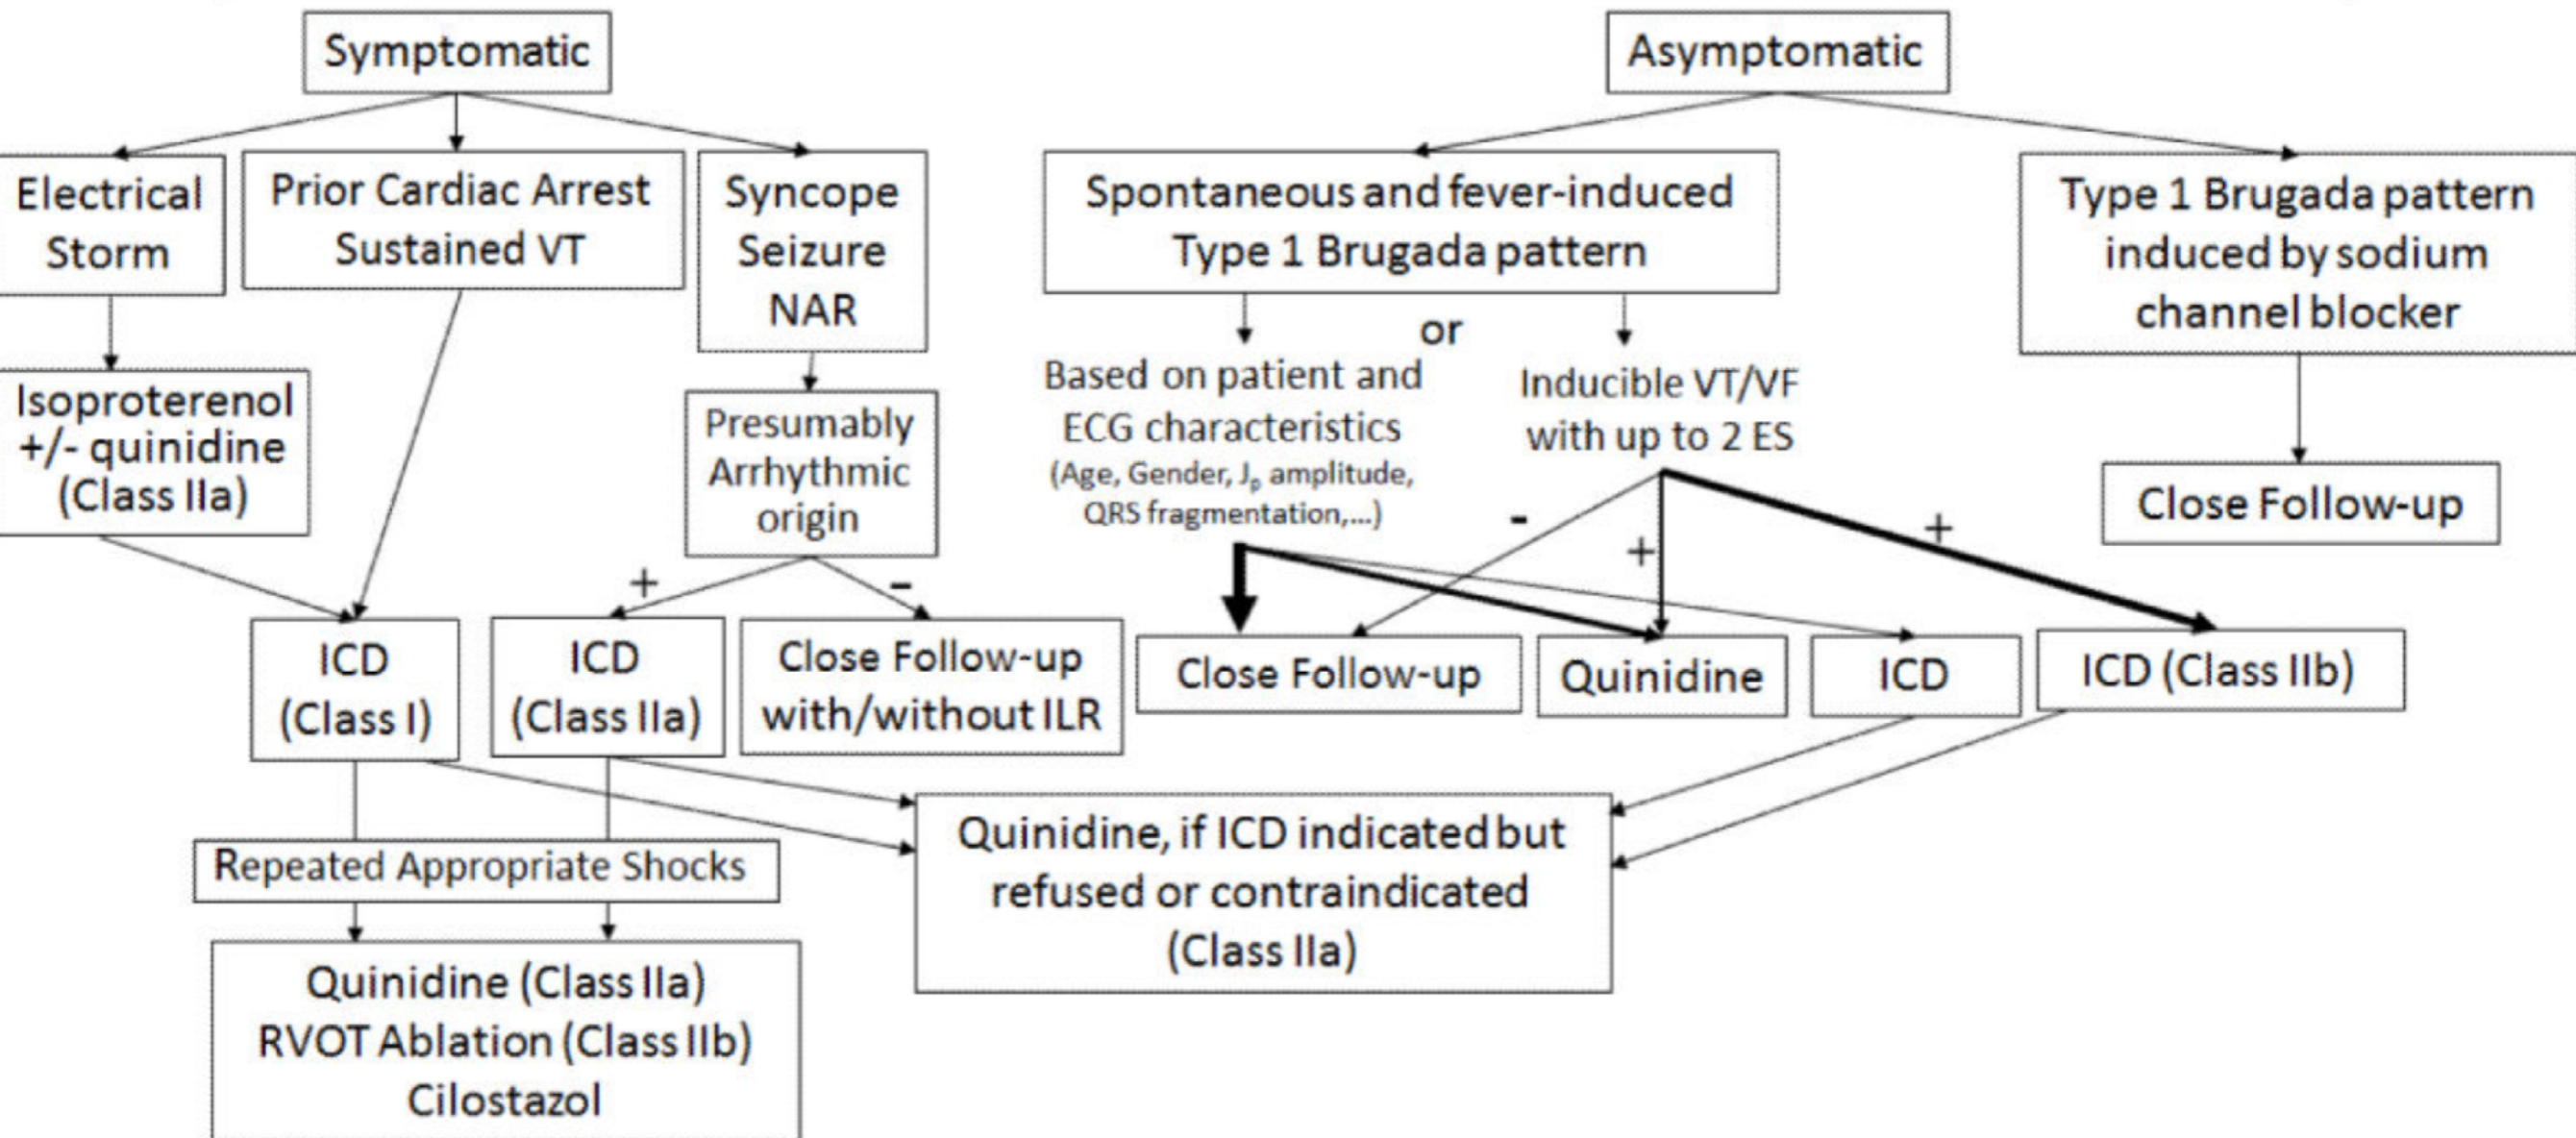 Symptomatic
Asymptomatic
Electrical
Storm
Prior Cardiac Arrest
Sustained VT
Syncope
Seizure
NAR
Spontaneous and fever-induced
Type 1 Brugada pattern
Type 1 Brugada pattern
induced by sodium
channel blocker
or
Isoproterenol
+/- quinidine
(Class IIa)
Presumably
Arrhythmic
origin
Based on patient and
ECG characteristics
(Age, Gender, Jp amplitude,
QRS fragmentation,...)
Inducible VT/VF
with up to 2 ES
Close Follow-up
+
-
-
+
+
ICD
(Class I)
ICD
(Class IIa)
Close Follow-up
with/without ILR
Close Follow-up
Quinidine
ICD
ICD (Class IIb)
Repeated Appropriate Shocks
Quinidine, if ICD indicated but
refused or contraindicated
(Class IIa)
Quinidine (Class IIa)
RVOT Ablation (Class IIb)
Cilostazol